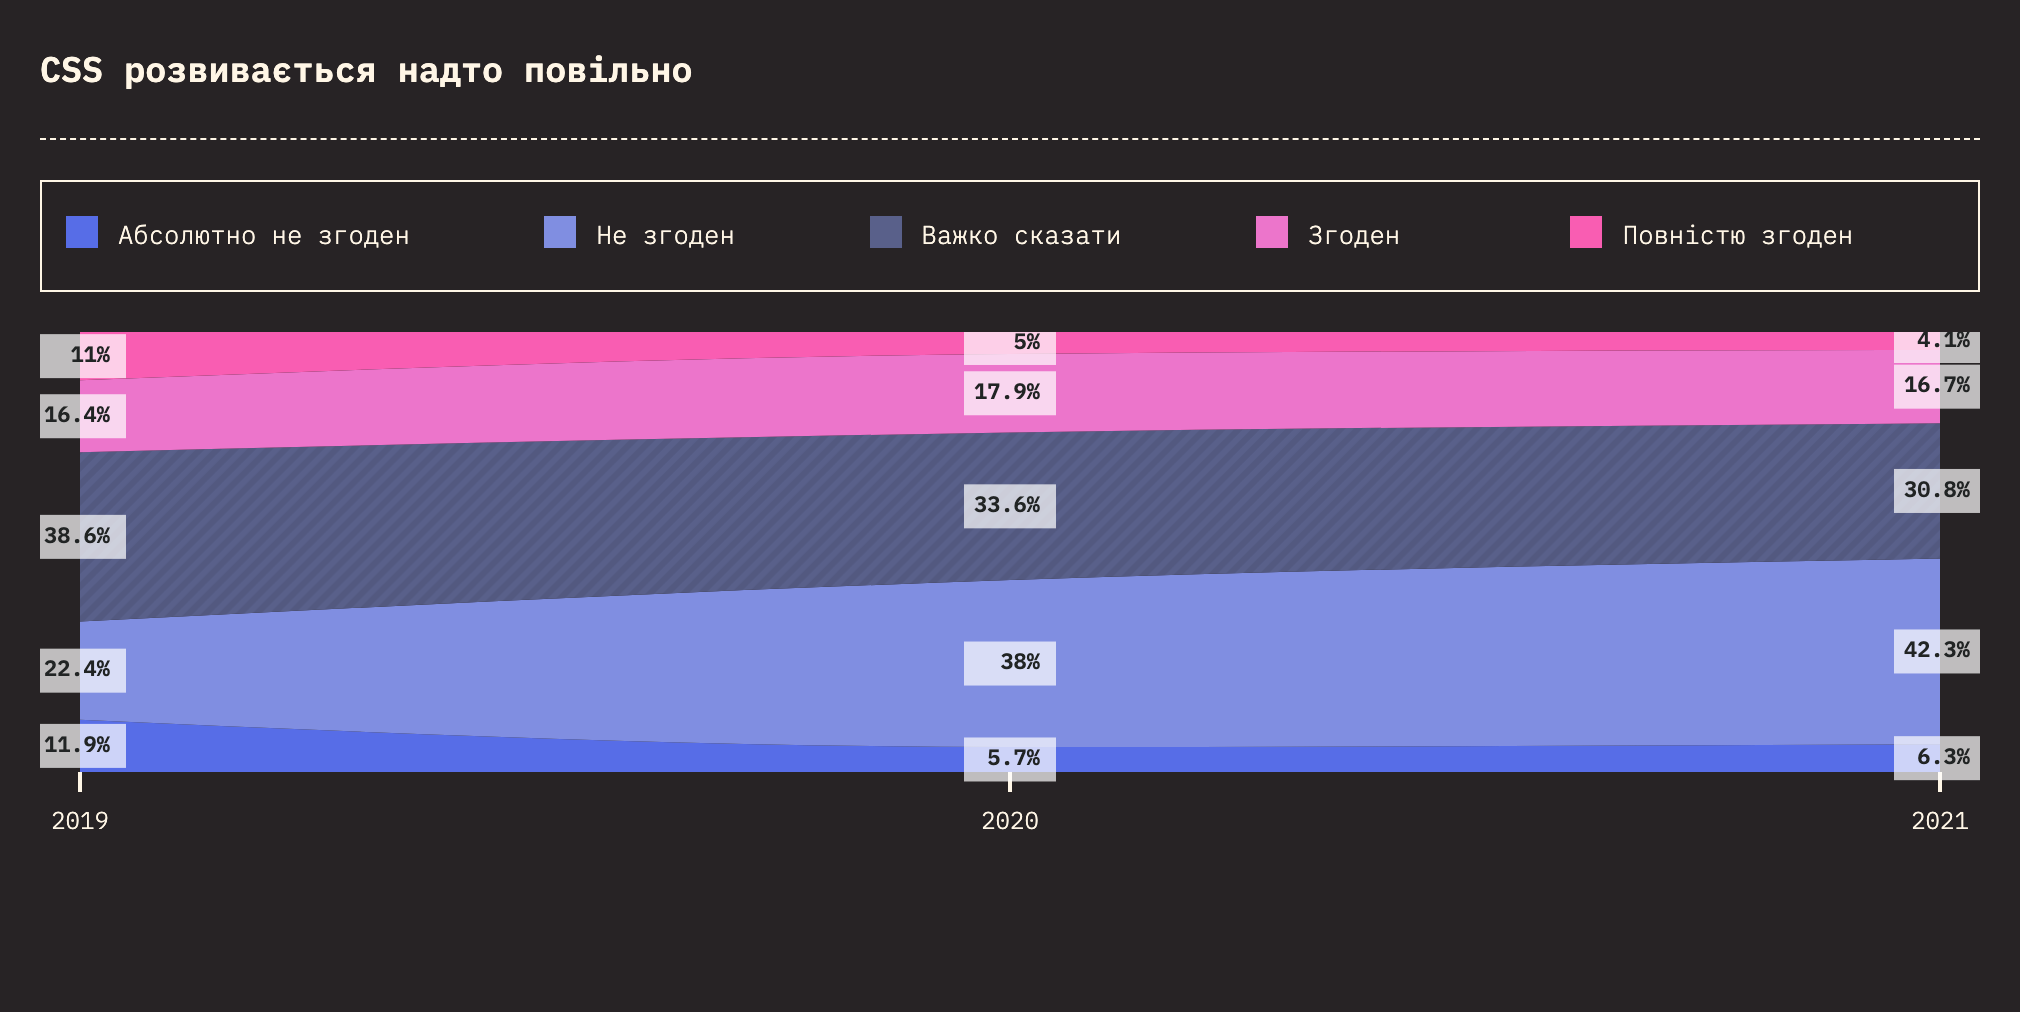 CSS розвивається надто повільно
Абсолютно не згоден Не згоден Важко сказати Згоден Повністю згоден
11% 5% 4.1%
16.4% 17.9% 16.7%
38.6% 33.6% 30.8%
22.4% 38% 42.3%
11.9% 5.7% 6.3%
2019 2020 2021